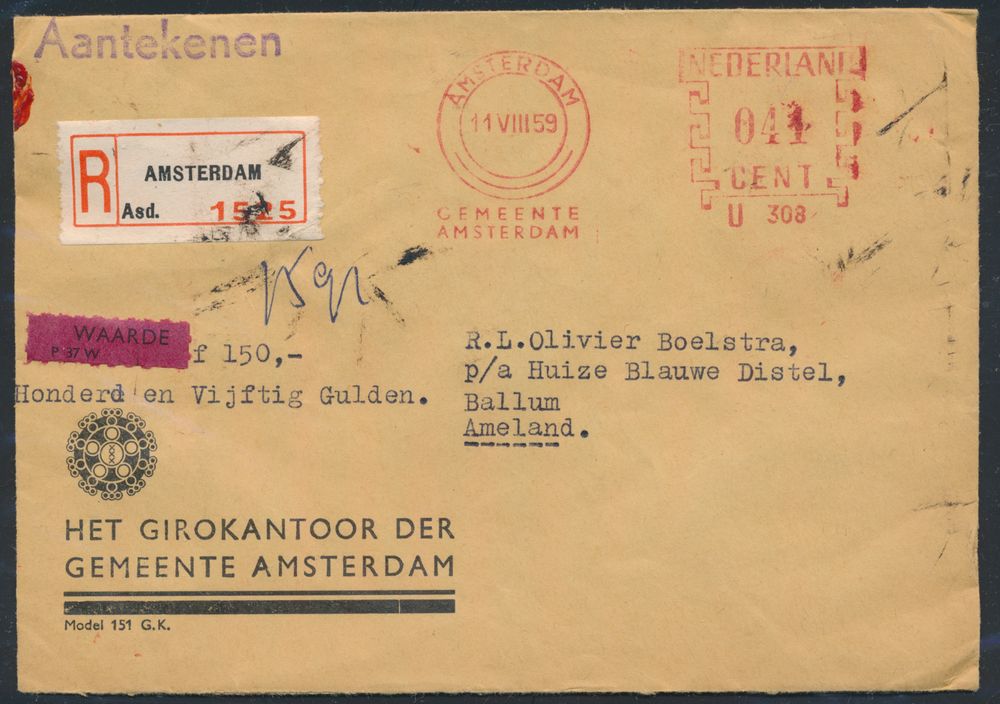 Aantekenen
AMSTERDAM
11 VIII 59
GEMEENTE
AMSTERDAM
NEDERLAND
041
CENT
U 308
R
AMSTERDAM
Asd. 1525
WAARDE
P 37 W
f 150,-
Honderd en Vijftig Gulden.
R.L.Olivier Boelstra,
p/a Huize Blauwe Distel,
Ballum
Ameland.
HET GIROKANTOOR DER
GEMEENTE AMSTERDAM
Model 151 G.K.